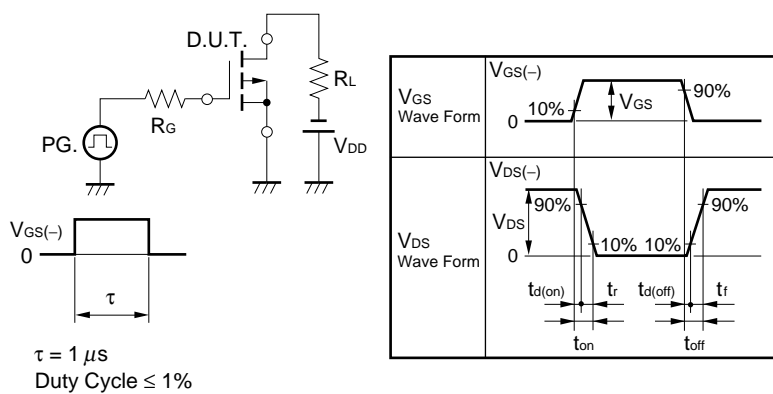 D.U.T.
RL
RG
PG.
VDD
VGS(−)
0
τ
τ = 1 μs
Duty Cycle ≤ 1%
VGS
Wave Form
VGS(−)
10%
0
VGS
90%
VDS
Wave Form
VDS(−)
90%
VDS
0
10%
10%
90%
td(on)
tr
td(off)
tf
ton
toff